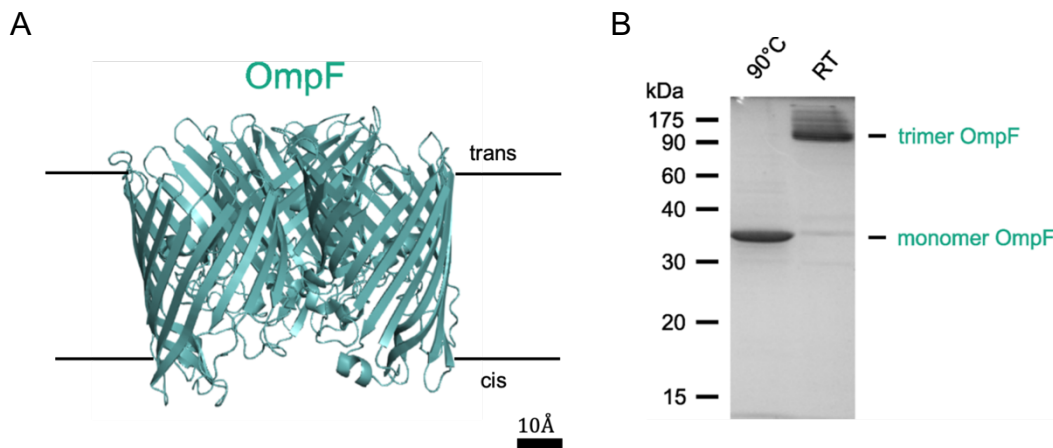 A
OmpF
trans
cis
10Å
B
90°C
RT
kDa
175
90
60
40
30
20
15
trimer OmpF
monomer OmpF